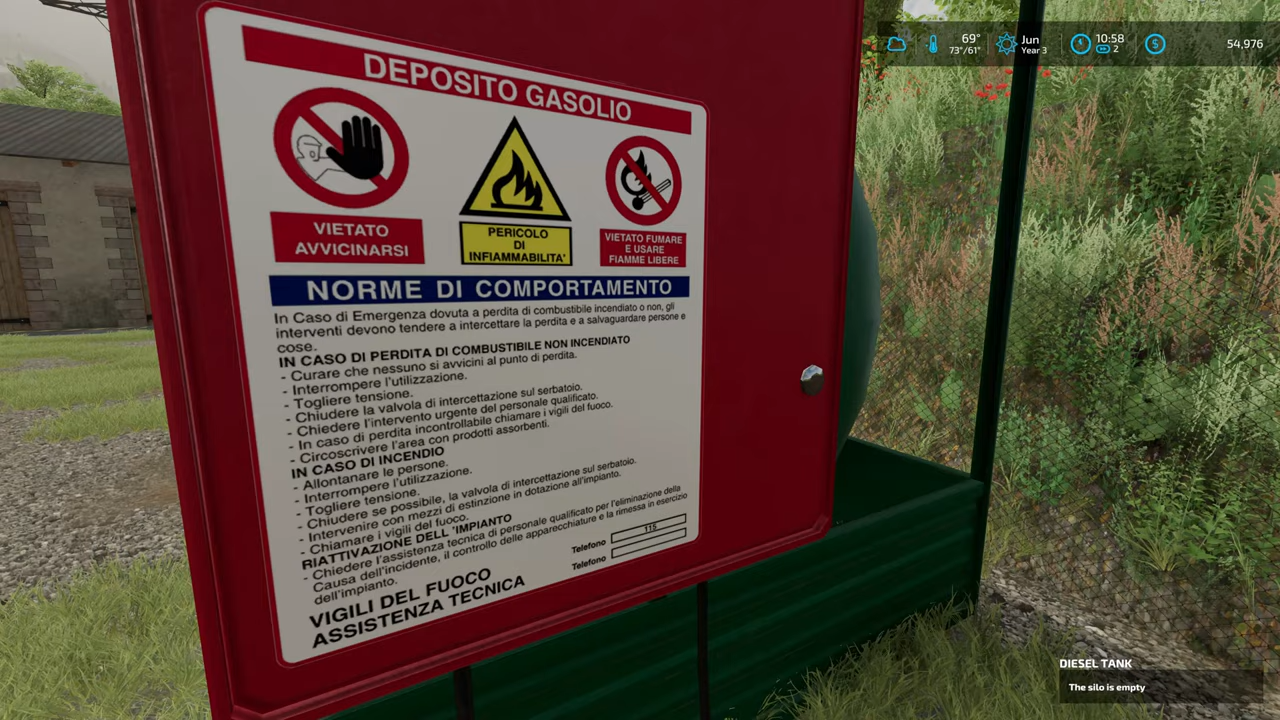 69°
73°/61°
Jun
Year 3
10:58
2
54,976
DEPOSITO GASOLIO
VIETATO
AVVICINARSI
PERICOLO
DI
INFIAMMABILITA'
VIETATO FUMARE
E USARE
FIAMME LIBERE
NORME DI COMPORTAMENTO
In Caso di Emergenza dovuta a perdita di combustibile incendiato o non, gli
interventi devono tendere a intercettare la perdita e a salvaguardare persone e
cose.
IN CASO DI PERDITA DI COMBUSTIBILE NON INCENDIATO
- Curare che nessuno si avvicini al punto di perdita.
- Interrompere l'utilizzazione.
- Togliere tensione.
- Chiudere la valvola di intercettazione sul serbatoio.
- Chiedere l'intervento urgente del personale qualificato.
- In caso di perdita incontrollabile chiamare i vigili del fuoco.
- Circoscrivere l'area con prodotti assorbenti.
IN CASO DI INCENDIO
- Allontanare le persone.
- Interrompere l'utilizzazione.
- Togliere tensione.
- Chiudere se possibile, la valvola di intercettazione sul serbatoio.
- Intervenire con mezzi di estinzione in dotazione all'impianto.
- Chiamare i vigili del fuoco.
RIATTIVAZIONE DELL'IMPIANTO
- Chiedere l'assistenza tecnica di personale qualificato per l'eliminazione della
Causa dell'incidente, il controllo delle apparecchiature e la rimessa in esercizio
dell'impianto.
VIGILI DEL FUOCO Telefono 115
ASSISTENZA TECNICA Telefono
DIESEL TANK
The silo is empty